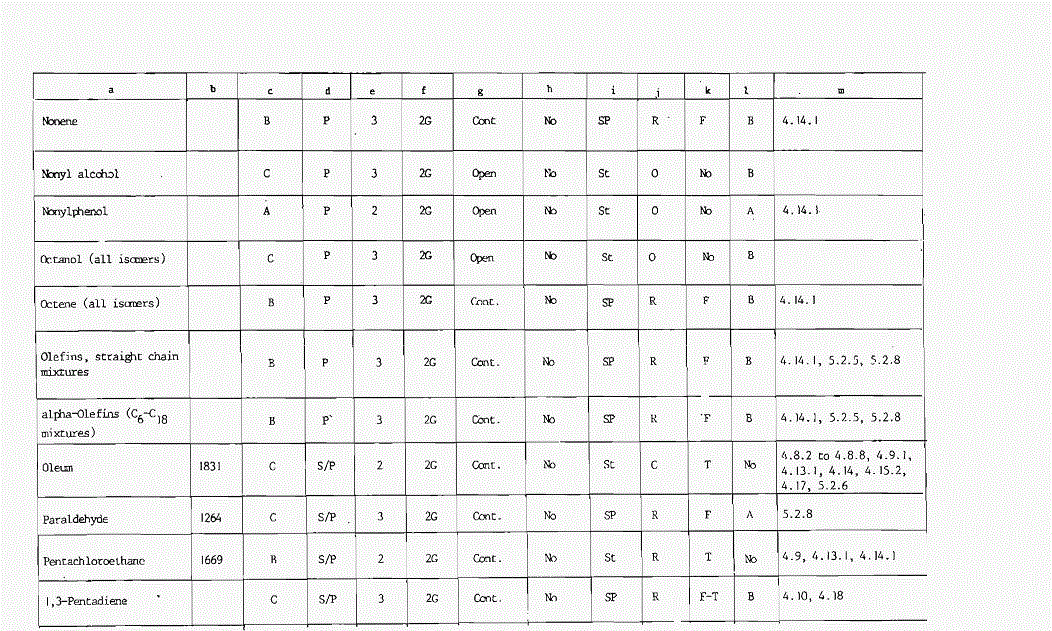 a b c d e f g h i j k l m
Nonene B P 3 2G Cont No SP R F B 4.14.1
Nonyl alcohol C P 3 2G Open No St O No B
Nonylphenol A P 2 2G Open No St O No A 4.14.1
Octanol (all isomers) C P 3 2G Open No St O No B
Octene (all isomers) B P 3 2G Cont. No SP R F B 4.14.1
Olefins, straight chain
mixtures B P 3 2G Cont. No SP R F B 4.14.1, 5.2.5, 5.2.8
alpha-Olefins (C6-C18
mixtures) B P 3 2G Cont. No SP R F B 4.14.1, 5.2.5, 5.2.8
Oleum 1831 C S/P 2 2G Cont. No St C T No 4.8.2 to 4.8.8, 4.9.1,
4.13.1, 4.14, 4.15.2,
4.17, 5.2.6
Paraldehyde 1264 C S/P 3 2G Cont. No SP R F A 5.2.8
Pentachloroethane 1669 B S/P 2 2G Cont. No St R T No 4.9, 4.13.1, 4.14.1
1,3-Pentadiene C S/P 3 2G Cont. No SP R F-T B 4.10, 4.18